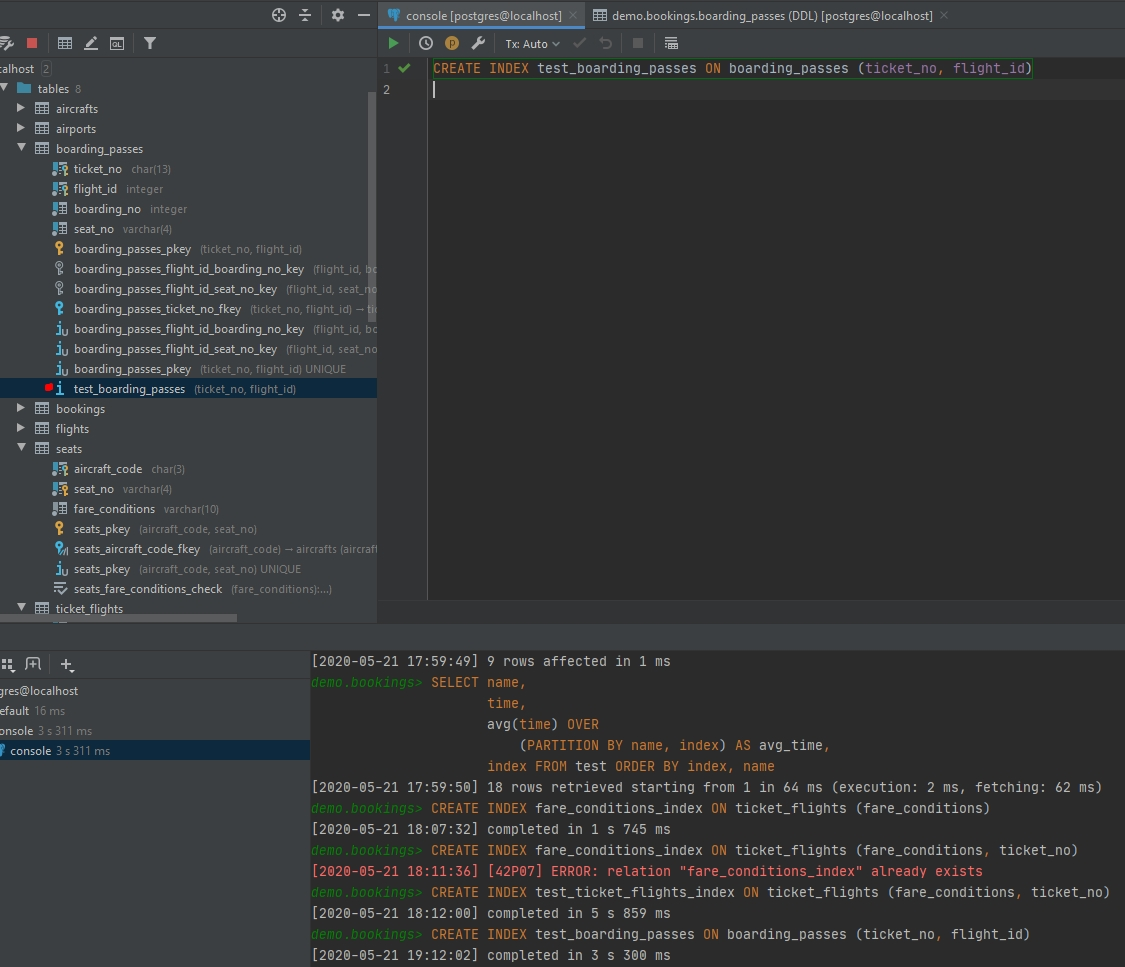 console [postgres@localhost]
demo.bookings.boarding_passes (DDL) [postgres@localhost]
Tx: Auto
alhost 2
tables 8
aircrafts
airports
boarding_passes
ticket_no char(13)
flight_id integer
boarding_no integer
seat_no varchar(4)
boarding_passes_pkey (ticket_no, flight_id)
boarding_passes_flight_id_boarding_no_key (flight_id, bo
boarding_passes_flight_id_seat_no_key (flight_id, seat_no
boarding_passes_ticket_no_fkey (ticket_no, flight_id) → tic
boarding_passes_flight_id_boarding_no_key (flight_id, bo
boarding_passes_flight_id_seat_no_key (flight_id, seat_no
boarding_passes_pkey (ticket_no, flight_id) UNIQUE
test_boarding_passes (ticket_no, flight_id)
bookings
flights
seats
aircraft_code char(3)
seat_no varchar(4)
fare_conditions varchar(10)
seats_pkey (aircraft_code, seat_no)
seats_aircraft_code_fkey (aircraft_code) → aircrafts (aircraft
seats_pkey (aircraft_code, seat_no) UNIQUE
seats_fare_conditions_check (fare_conditions):...)
ticket_flights
1 CREATE INDEX test_boarding_passes ON boarding_passes (ticket_no, flight_id)
2
gres@localhost
efault 16 ms
onsole 3 s 311 ms
console 3 s 311 ms
[2020-05-21 17:59:49] 9 rows affected in 1 ms
demo.bookings> SELECT name,
time,
avg(time) OVER
(PARTITION BY name, index) AS avg_time,
index FROM test ORDER BY index, name
[2020-05-21 17:59:50] 18 rows retrieved starting from 1 in 64 ms (execution: 2 ms, fetching: 62 ms)
demo.bookings> CREATE INDEX fare_conditions_index ON ticket_flights (fare_conditions)
[2020-05-21 18:07:32] completed in 1 s 745 ms
demo.bookings> CREATE INDEX fare_conditions_index ON ticket_flights (fare_conditions, ticket_no)
[2020-05-21 18:11:36] [42P07] ERROR: relation "fare_conditions_index" already exists
demo.bookings> CREATE INDEX test_ticket_flights_index ON ticket_flights (fare_conditions, ticket_no)
[2020-05-21 18:12:00] completed in 5 s 859 ms
demo.bookings> CREATE INDEX test_boarding_passes ON boarding_passes (ticket_no, flight_id)
[2020-05-21 19:12:02] completed in 3 s 300 ms